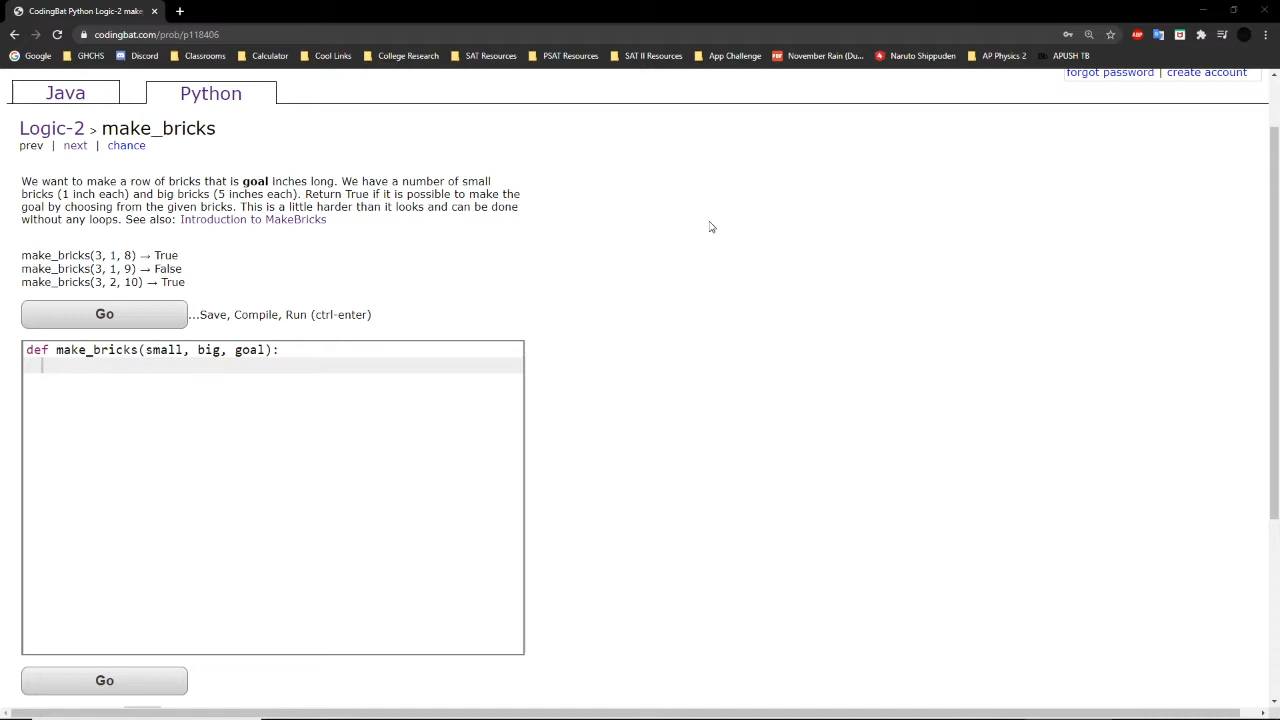 CodingBat Python Logic-2 make
codingbat.com/prob/p118406
Google GHCHS Discord Classrooms Calculator Cool Links College Research SAT Resources PSAT Resources SAT II Resources App Challenge November Rain (Du... Naruto Shippuden AP Physics 2 APUSH TB
forgot password | create account
Java Python
Logic-2 > make_bricks
prev | next | chance
We want to make a row of bricks that is goal inches long. We have a number of small
bricks (1 inch each) and big bricks (5 inches each). Return True if it is possible to make the
goal by choosing from the given bricks. This is a little harder than it looks and can be done
without any loops. See also: Introduction to MakeBricks
make_bricks(3, 1, 8) → True
make_bricks(3, 1, 9) → False
make_bricks(3, 2, 10) → True
Go ...Save, Compile, Run (ctrl-enter)
def make_bricks(small, big, goal):
Go